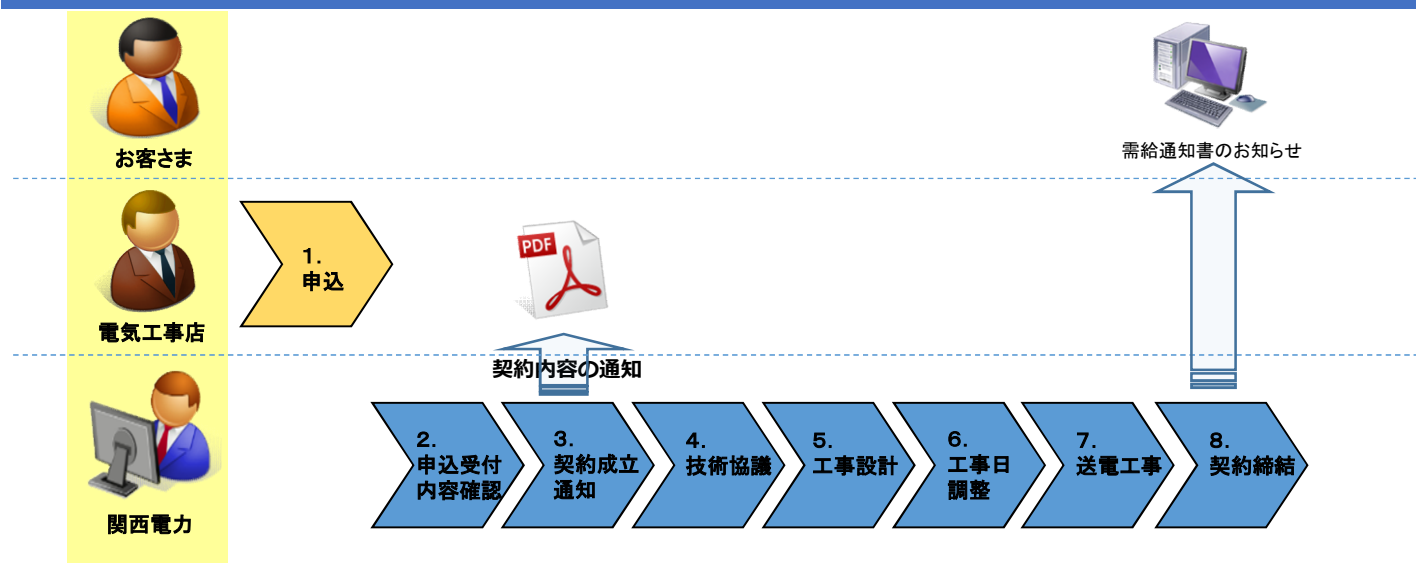 お客さま
需給通知書のお知らせ
1.
申込
PDF
電気工事店
契約内容の通知
2.
申込受付
内容確認
3.
契約成立
通知
4.
技術協議
5.
工事設計
6.
工事日
調整
7.
送電工事
8.
契約締結
関西電力